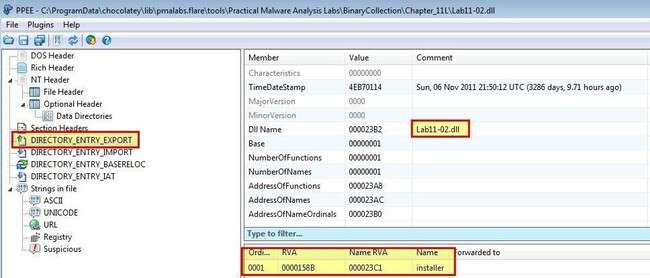 PPEE - C:\ProgramData\chocolatey\lib\pmalabs.flare\tools\Practical Malware Analysis Labs\BinaryCollection\Chapter_11L\Lab11-02.dll
File Plugins Help
DOS Header
Rich Header
NT Header
File Header
Optional Header
Data Directories
Section Headers
DIRECTORY_ENTRY_EXPORT
DIRECTORY_ENTRY_IMPORT
DIRECTORY_ENTRY_BASERELOC
DIRECTORY_ENTRY_IAT
Strings in file
ASCII
UNICODE
URL
Registry
Suspicious
Member Value Comment
Characteristics 00000000
TimeDateStamp 4EB70114 Sun, 06 Nov 2011 21:50:12 UTC (3286 days, 9.71 hours ago)
MajorVersion 0000
MinorVersion 0000
Dll Name 000023B2 Lab11-02.dll
Base 00000001
NumberOfFunctions 00000001
NumberOfNames 00000001
AddressOfFunctions 000023A8
AddressOfNames 000023AC
AddressOfNameOrdinals 000023B0
Type to filter...
Ordi... RVA Name RVA Name Forwarded to
0001 0000158B 000023C1 installer